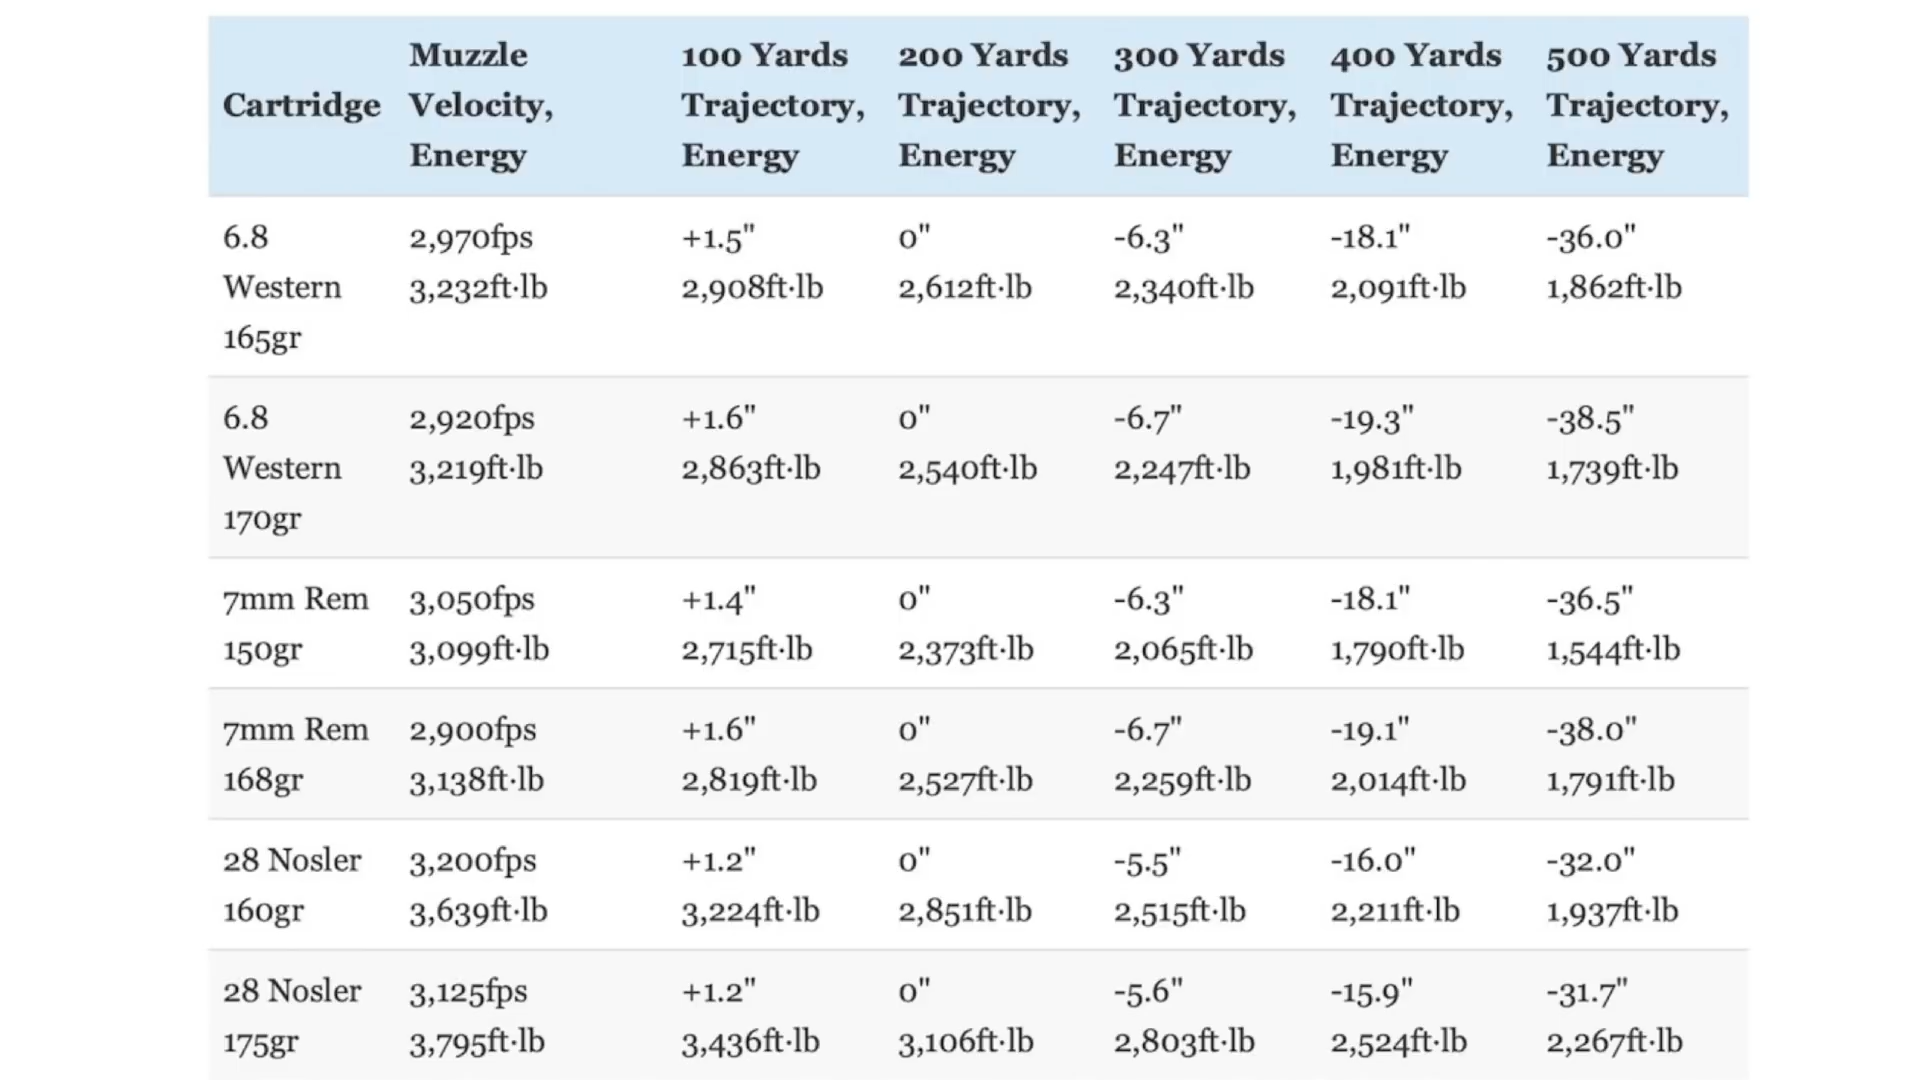 Cartridge
Muzzle
Velocity,
Energy
100 Yards
Trajectory,
Energy
200 Yards
Trajectory,
Energy
300 Yards
Trajectory,
Energy
400 Yards
Trajectory,
Energy
500 Yards
Trajectory,
Energy
6.8
Western
165gr
2,970fps
3,232ft·lb
+1.5"
2,908ft·lb
0"
2,612ft·lb
-6.3"
2,340ft·lb
-18.1"
2,091ft·lb
-36.0"
1,862ft·lb
6.8
Western
170gr
2,920fps
3,219ft·lb
+1.6"
2,863ft·lb
0"
2,540ft·lb
-6.7"
2,247ft·lb
-19.3"
1,981ft·lb
-38.5"
1,739ft·lb
7mm Rem
150gr
3,050fps
3,099ft·lb
+1.4"
2,715ft·lb
0"
2,373ft·lb
-6.3"
2,065ft·lb
-18.1"
1,790ft·lb
-36.5"
1,544ft·lb
7mm Rem
168gr
2,900fps
3,138ft·lb
+1.6"
2,819ft·lb
0"
2,527ft·lb
-6.7"
2,259ft·lb
-19.1"
2,014ft·lb
-38.0"
1,791ft·lb
28 Nosler
160gr
3,200fps
3,639ft·lb
+1.2"
3,224ft·lb
0"
2,851ft·lb
-5.5"
2,515ft·lb
-16.0"
2,211ft·lb
-32.0"
1,937ft·lb
28 Nosler
175gr
3,125fps
3,795ft·lb
+1.2"
3,436ft·lb
0"
3,106ft·lb
-5.6"
2,803ft·lb
-15.9"
2,524ft·lb
-31.7"
2,267ft·lb